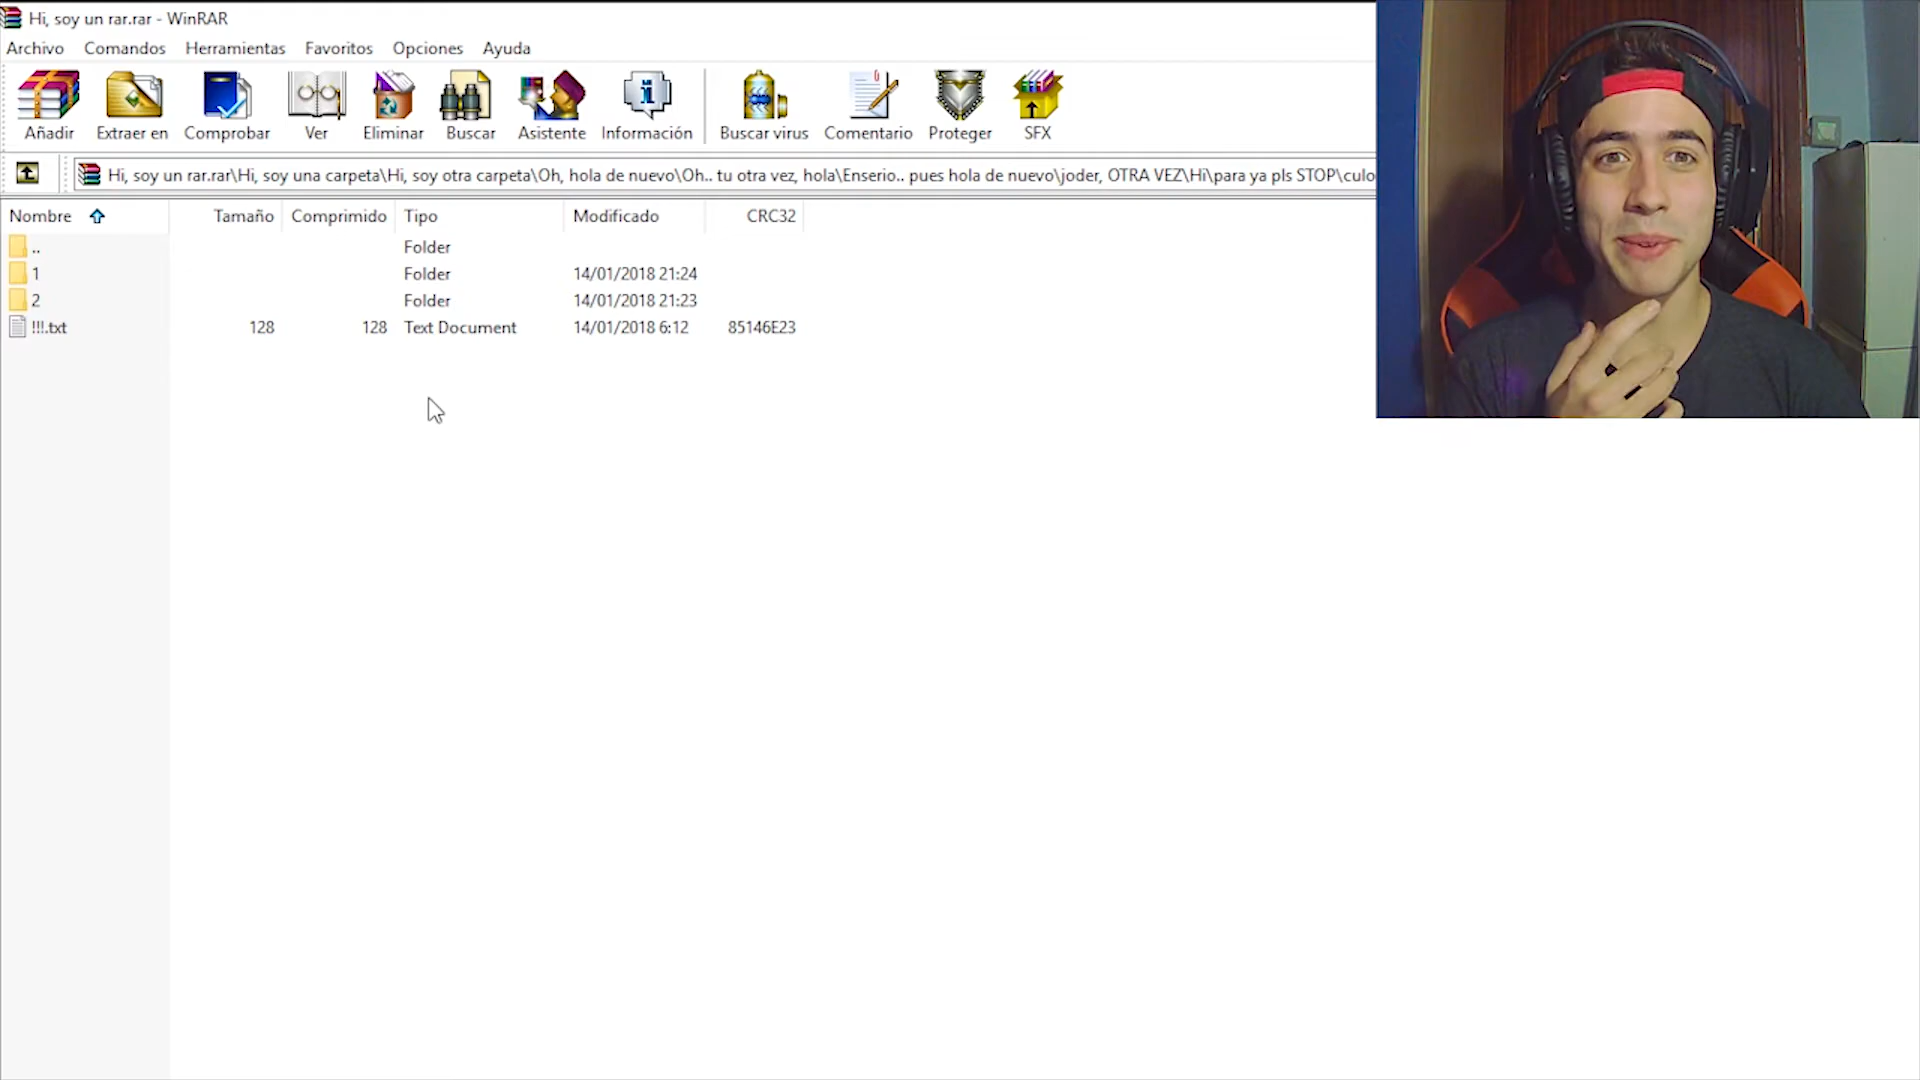 Hi, soy un rar.rar - WinRAR
Archivo Comandos Herramientas Favoritos Opciones Ayuda
Añadir Extraer en Comprobar Ver Eliminar Buscar Asistente Información Buscar virus Comentario Proteger SFX
Hi, soy un rar.rar\Hi, soy una carpeta\Hi, soy otra carpeta\Oh, hola de nuevo\Oh.. tu otra vez, hola\Enserio.. pues hola de nuevo\joder, OTRA VEZ\Hi\para ya pls STOP\culo
Nombre Tamaño Comprimido Tipo Modificado CRC32
.. Folder
1 Folder 14/01/2018 21:24
2 Folder 14/01/2018 21:23
!!!.txt 128 128 Text Document 14/01/2018 6:12 85146E23